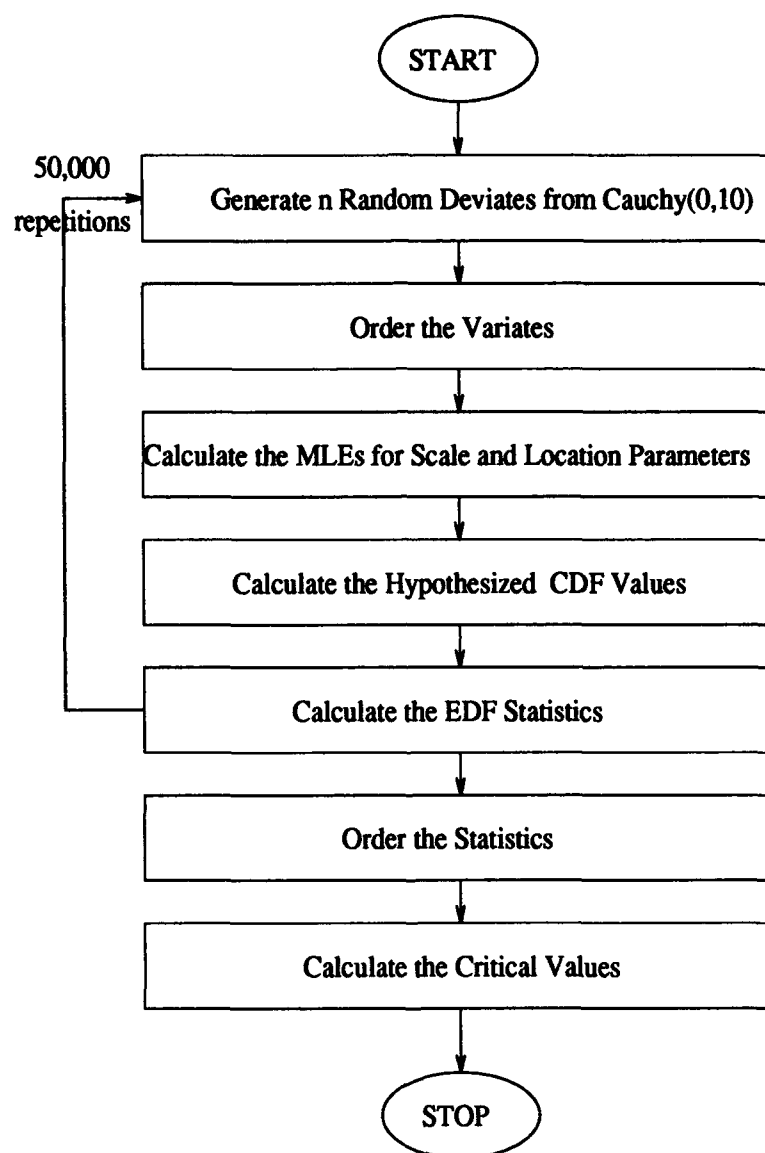 START
50,000
repetitions
Generate n Random Deviates from Cauchy(0,10)
Order the Variates
Calculate the MLEs for Scale and Location Parameters
Calculate the Hypothesized CDF Values
Calculate the EDF Statistics
Order the Statistics
Calculate the Critical Values
STOP